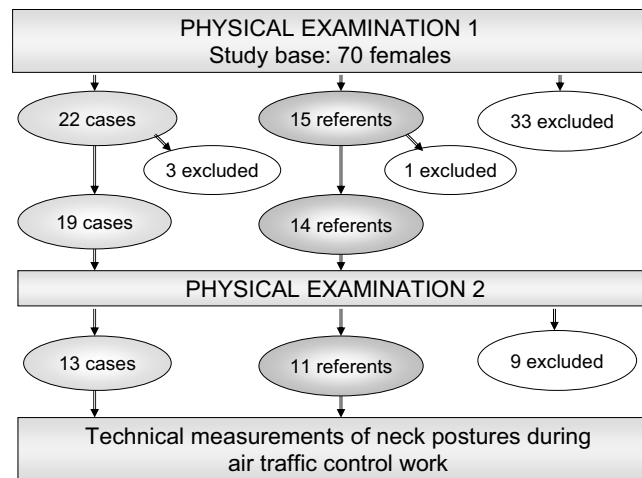 PHYSICAL EXAMINATION 1
Study base: 70 females
22 cases
15 referents
33 excluded
3 excluded
1 excluded
19 cases
14 referents
PHYSICAL EXAMINATION 2
13 cases
11 referents
9 excluded
Technical measurements of neck postures during
air traffic control work